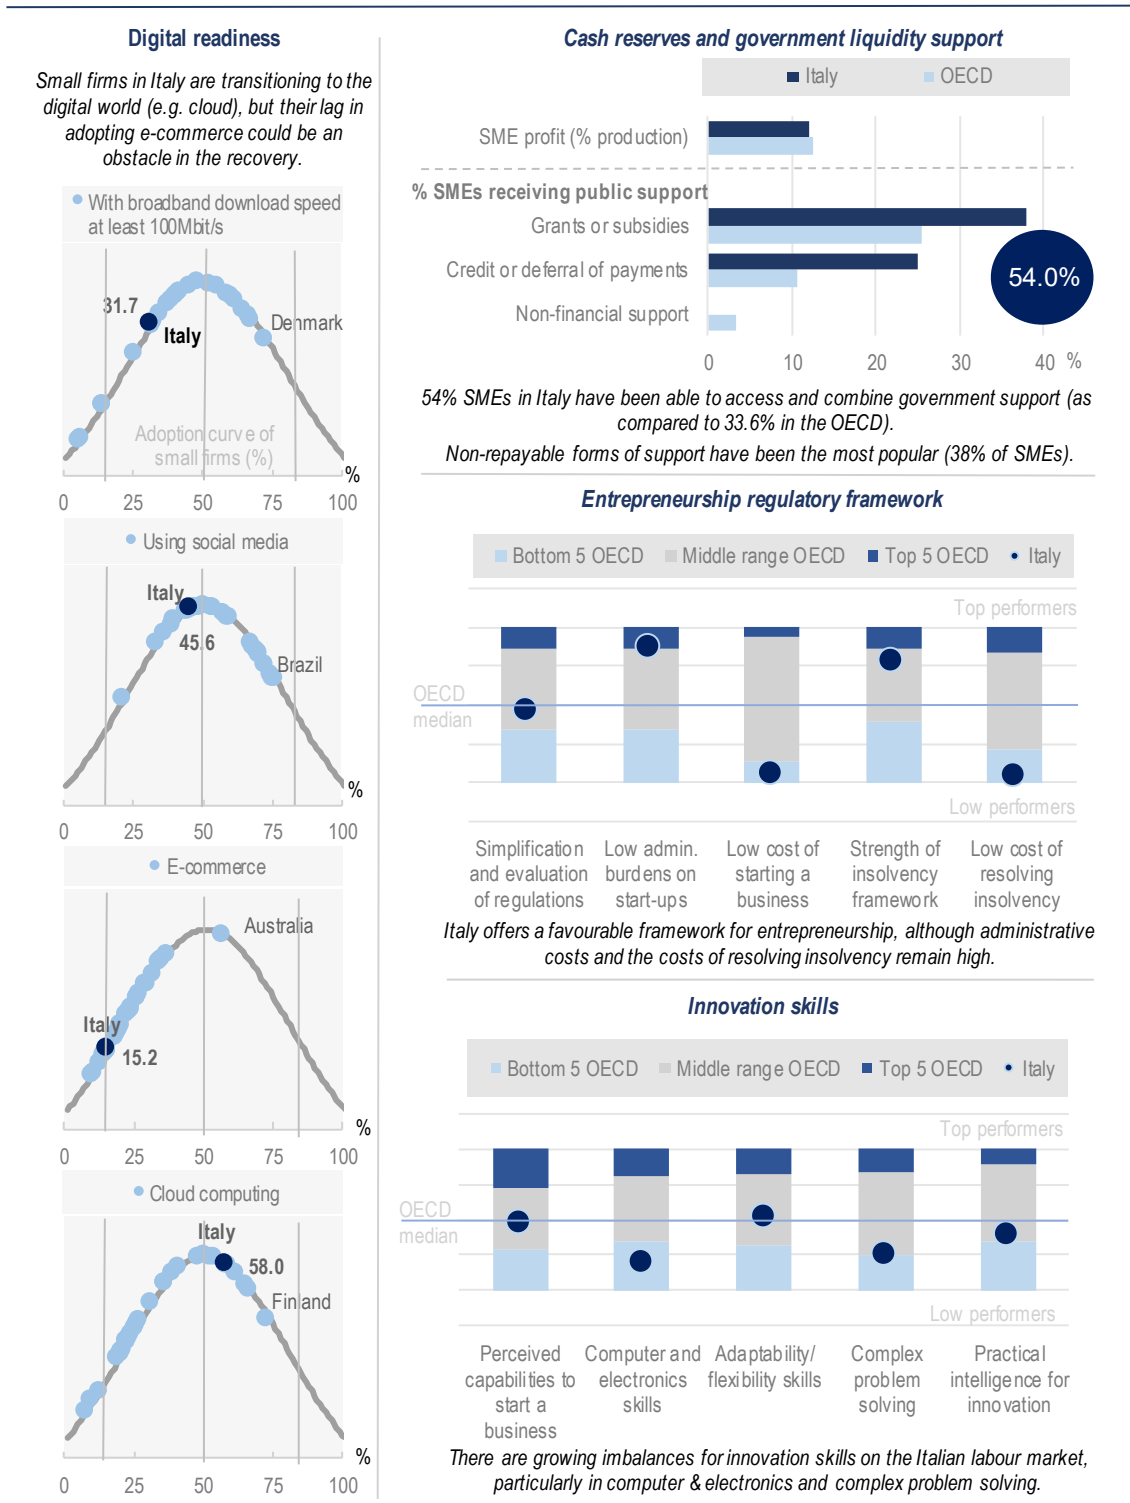 Digital readiness
Small firms in Italy are transitioning to the
digital world (e.g. cloud), but their lag in
adopting e-commerce could be an
obstacle in the recovery.
With broadband download speed
at least 100Mbit/s
31.7
Italy
Denmark
Adoption curve of
small firms (%)
%
0 25 50 75 100
Using social media
Italy
45.6
Brazil
%
0 25 50 75 100
E-commerce
Australia
Italy
15.2
%
0 25 50 75 100
Cloud computing
Italy
58.0
Finland
%
0 25 50 75 100
Cash reserves and government liquidity support
Italy OECD
SME profit (% production)
% SMEs receiving public support
Grants or subsidies
Credit or deferral of payments
54.0%
Non-financial support
0 10 20 30 40 %
54% SMEs in Italy have been able to access and combine government support (as
compared to 33.6% in the OECD).
Non-repayable forms of support have been the most popular (38% of SMEs).
Entrepreneurship regulatory framework
Bottom 5 OECD Middle range OECD Top 5 OECD Italy
Top performers
OECD
median
Low performers
Simplification
and evaluation
of regulations
Low admin.
burdens on
start-ups
Low cost of
starting a
business
Strength of
insolvency
framework
Low cost of
resolving
insolvency
Italy offers a favourable framework for entrepreneurship, although administrative
costs and the costs of resolving insolvency remain high.
Innovation skills
Bottom 5 OECD Middle range OECD Top 5 OECD Italy
Top performers
OECD
median
Low performers
Perceived
capabilities to
start a
business
Computer and
electronics
skills
Adaptability/
flexibility skills
Complex
problem
solving
Practical
intelligence for
innovation
There are growing imbalances for innovation skills on the Italian labour market,
particularly in computer & electronics and complex problem solving.